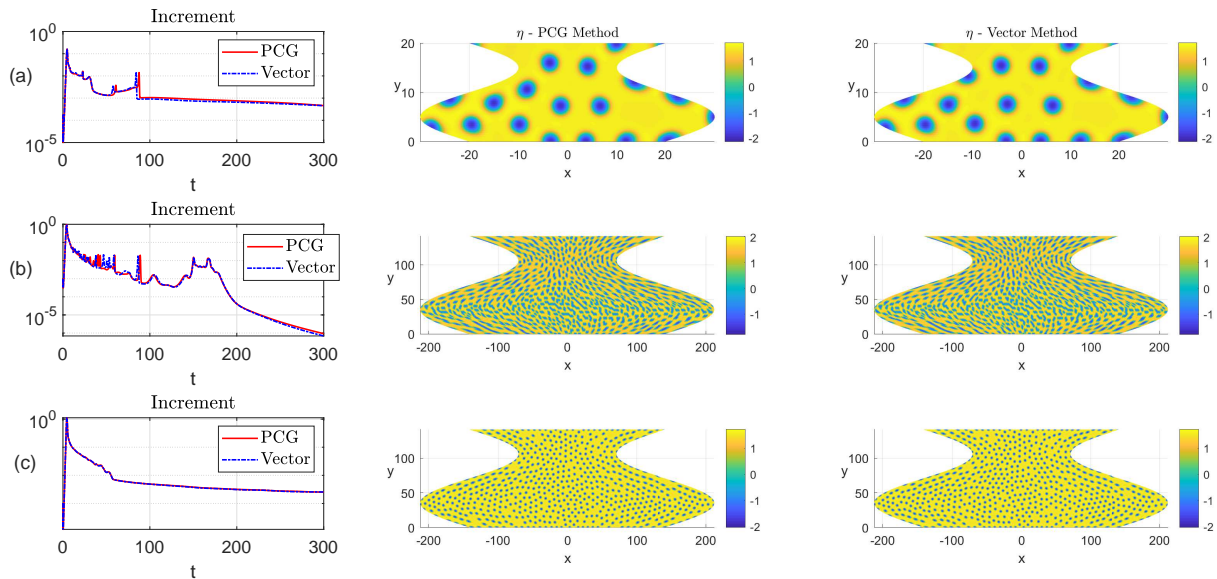 Increment
η - PCG Method
η - Vector Method
(a)
10^0
10^-5
PCG
Vector
0 100 200 300
t
20
10
0
y
-20 -10 0 10 20
x
1
0
-1
-2
20
10
0
y
-20 -10 0 10 20
x
1
0
-1
-2
Increment
(b)
10^0
10^-5
PCG
Vector
0 100 200 300
t
100
50
0
y
-200 -100 0 100 200
x
2
1
0
-1
100
50
0
y
-200 -100 0 100 200
x
2
1
0
-1
Increment
(c)
10^0
PCG
Vector
0 100 200 300
t
100
50
0
y
-200 -100 0 100 200
x
1
0
-1
-2
100
50
0
y
-200 -100 0 100 200
x
1
0
-1
-2